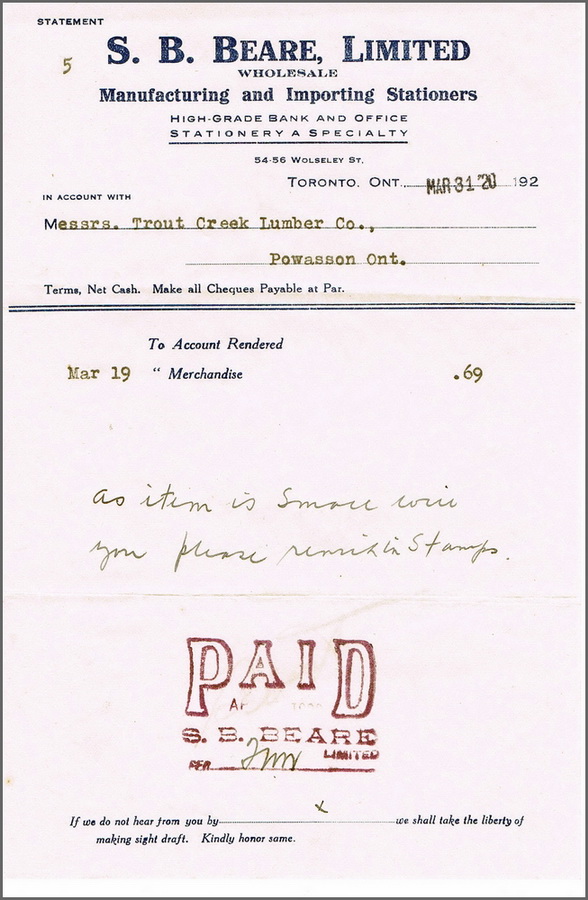 STATEMENT
5
S. B. BEARE, LIMITED
WHOLESALE
Manufacturing and Importing Stationers
HIGH-GRADE BANK AND OFFICE
STATIONERY A SPECIALTY
54-56 WOLSELEY ST.
TORONTO, ONT. MAR 31 '20 192
IN ACCOUNT WITH
Messrs. Trout Creek Lumber Co.,
Powasson Ont.
Terms, Net Cash. Make all Cheques Payable at Par.
To Account Rendered
Mar 19 " Merchandise .69
as item is small will
you please remit in stamps.
PAID
S. B. BEARE
LIMITED
PER
x
If we do not hear from you by we shall take the liberty of
making sight draft. Kindly honor same.